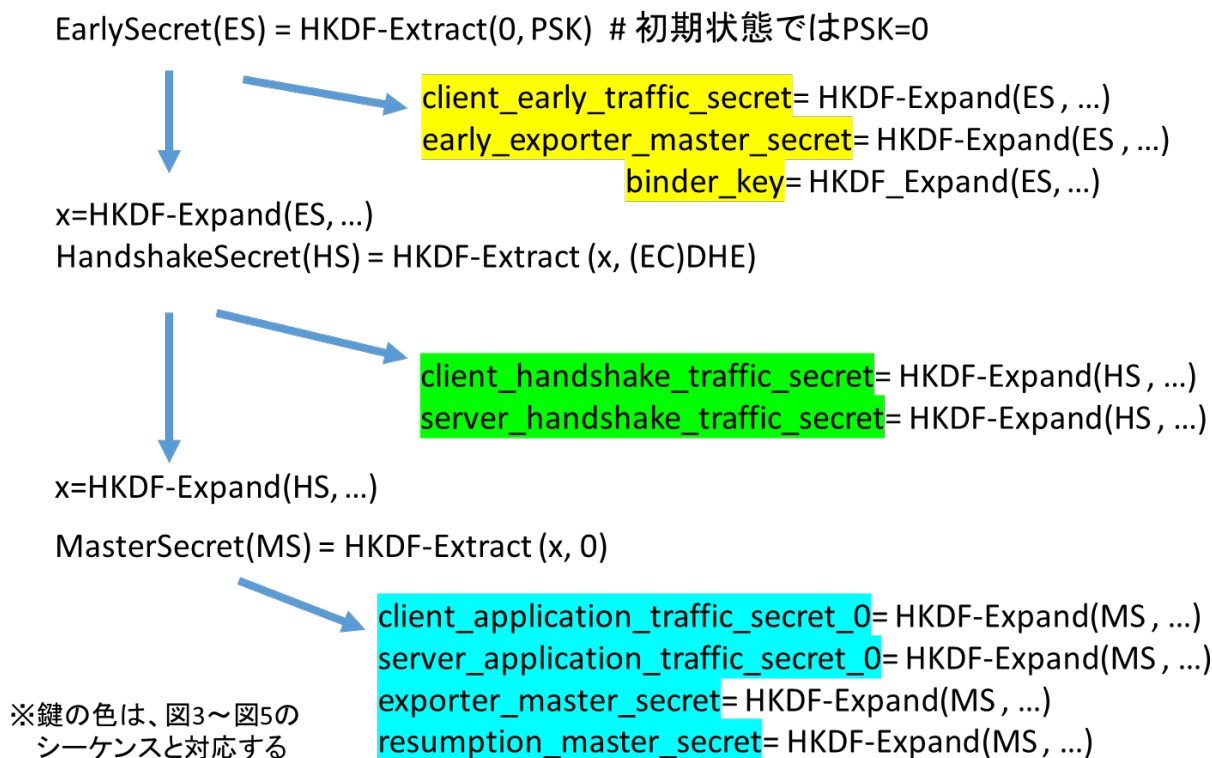 EarlySecret(ES) = HKDF-Extract(0, PSK) # 初期状態ではPSK=0
client_early_traffic_secret= HKDF-Expand(ES , ...)
early_exporter_master_secret= HKDF-Expand(ES , ...)
binder_key= HKDF_Expand(ES, ...)
x=HKDF-Expand(ES, ...)
HandshakeSecret(HS) = HKDF-Extract (x, (EC)DHE)
client_handshake_traffic_secret= HKDF-Expand(HS , ...)
server_handshake_traffic_secret= HKDF-Expand(HS , ...)
x=HKDF-Expand(HS, ...)
MasterSecret(MS) = HKDF-Extract (x, 0)
client_application_traffic_secret_0= HKDF-Expand(MS , ...)
server_application_traffic_secret_0= HKDF-Expand(MS , ...)
exporter_master_secret= HKDF-Expand(MS , ...)
resumption_master_secret= HKDF-Expand(MS , ...)
※鍵の色は、図3～図5の
シーケンスと対応する